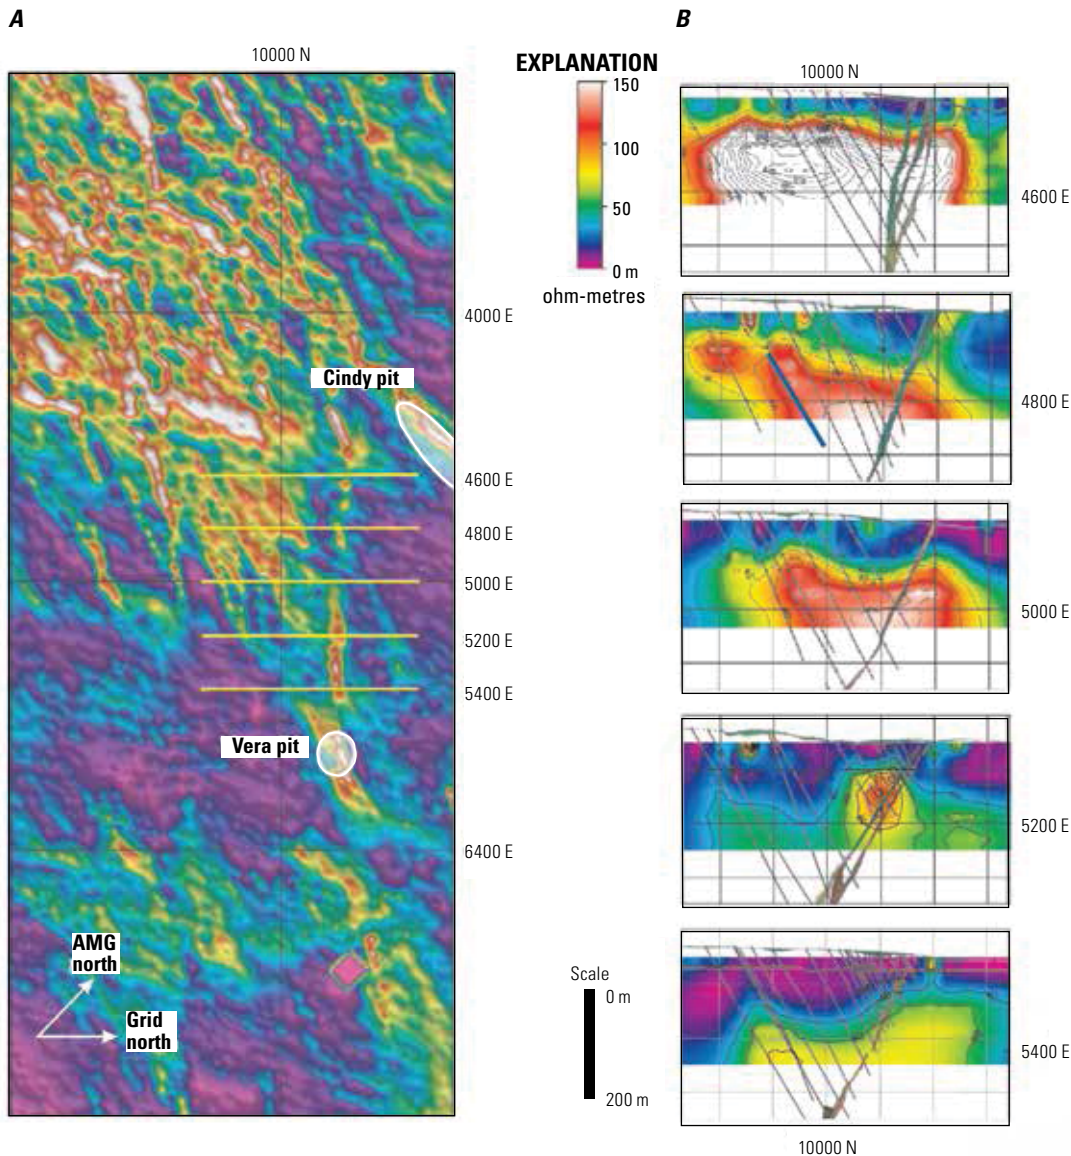 A
B
10000 N
EXPLANATION
150
100
50
0 m
ohm-metres
10000 N
4600 E
4000 E
Cindy pit
4600 E
4800 E
4800 E
5000 E
5000 E
5200 E
5400 E
Vera pit
5200 E
6400 E
AMG
north
Grid
north
Scale
0 m
200 m
5400 E
10000 N